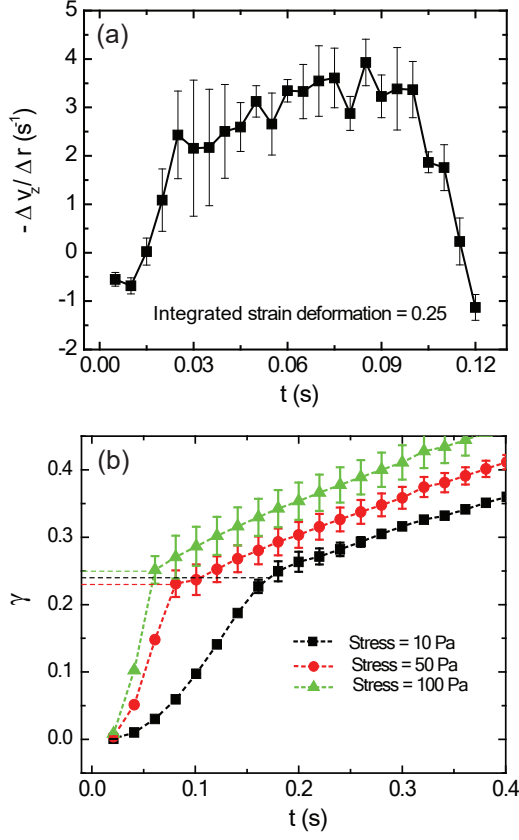 (a)
5
4
3
2
1
0
-1
-2
- Δ v_z/ Δ r (s⁻¹)
Integrated strain deformation = 0.25
0.00 0.03 0.06 0.09 0.12
t (s)
(b)
0.4
0.3
0.2
0.1
0.0
γ
Stress = 10 Pa
Stress = 50 Pa
Stress = 100 Pa
0.0 0.1 0.2 0.3 0.4
t (s)